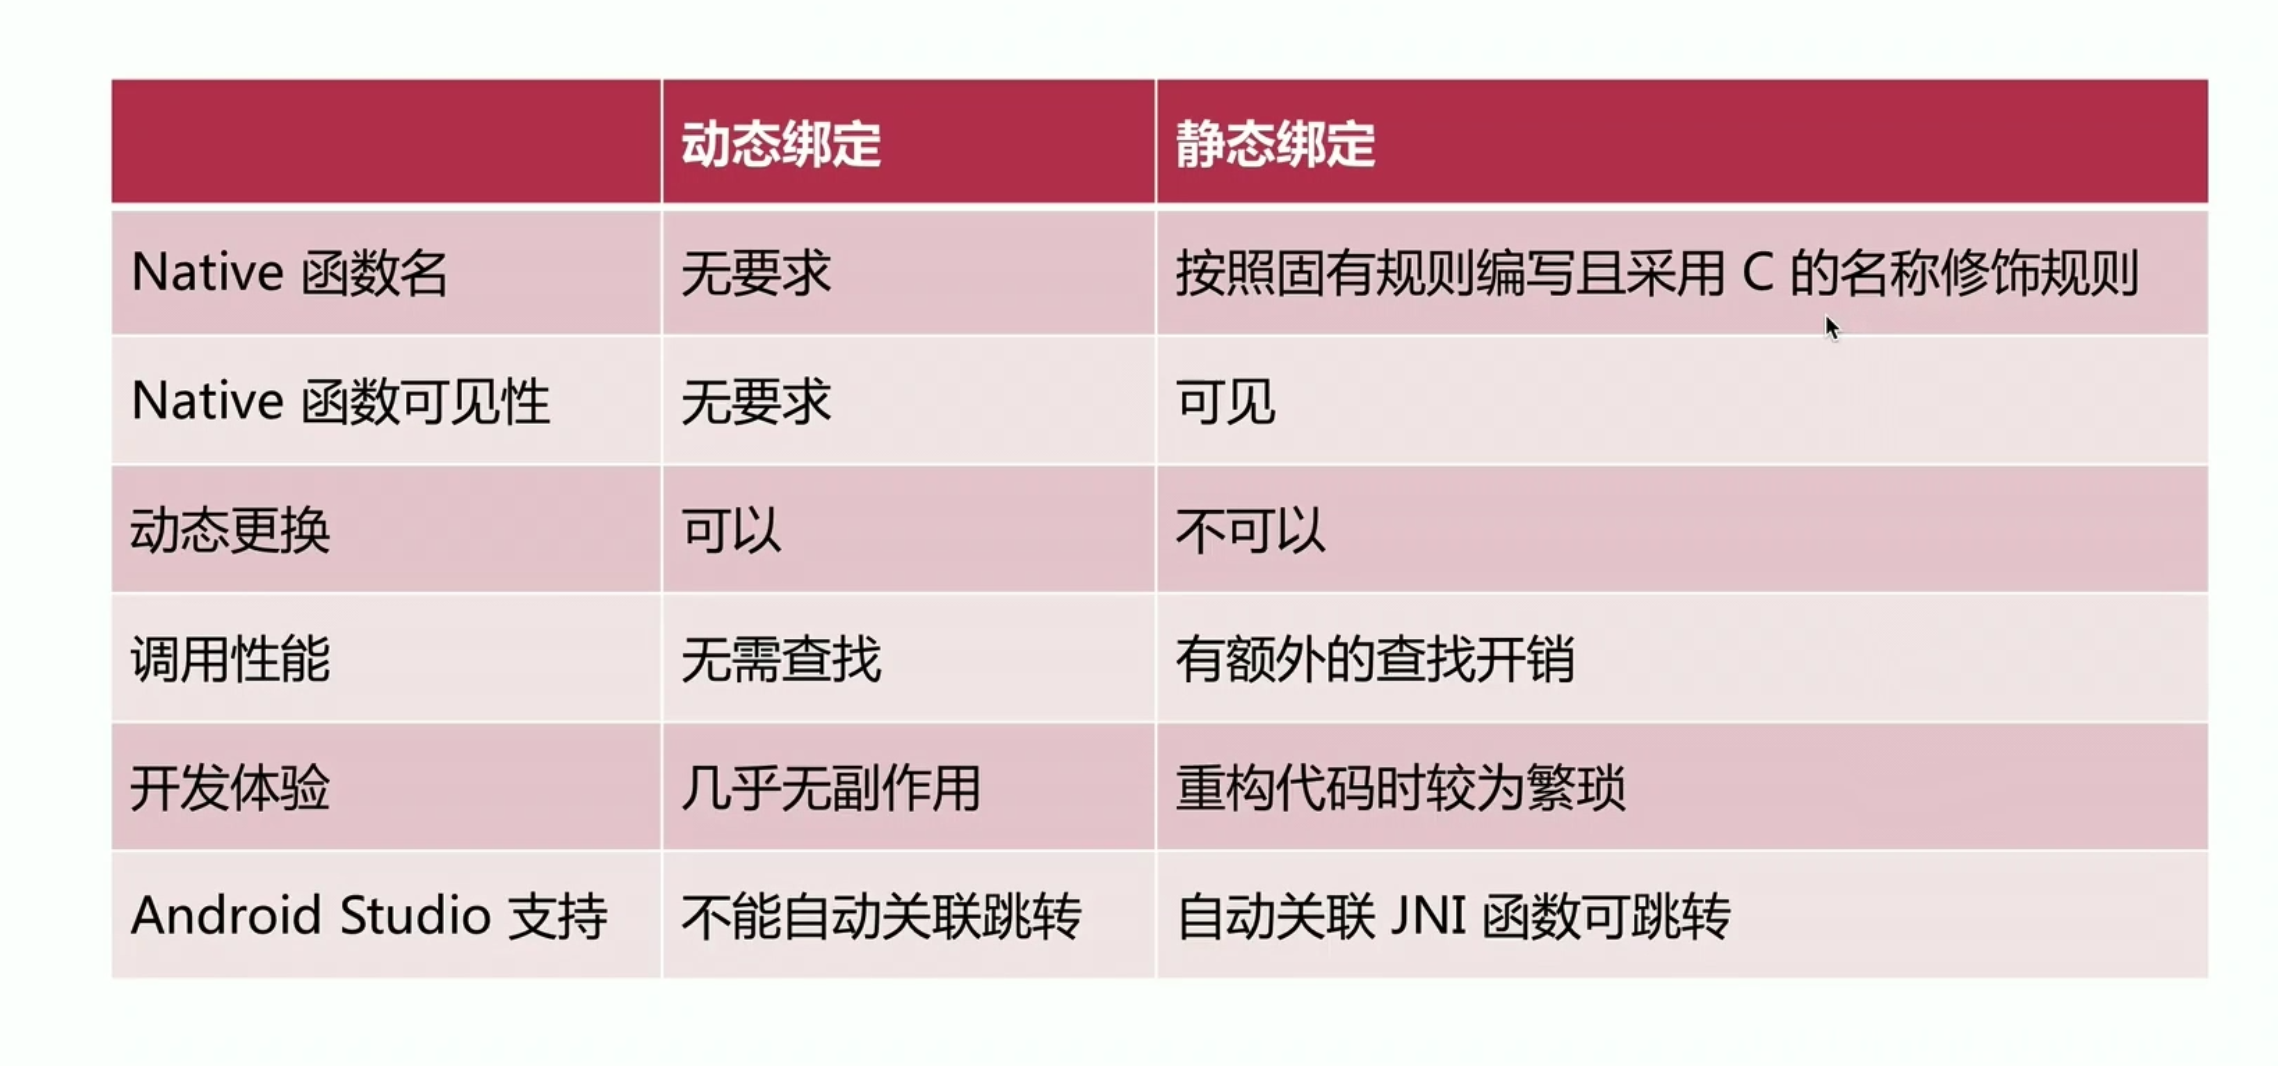 动态绑定 静态绑定
Native 函数名 无要求 按照固有规则编写且采用 C 的名称修饰规则
Native 函数可见性 无要求 可见
动态更换 可以 不可以
调用性能 无需查找 有额外的查找开销
开发体验 几乎无副作用 重构代码时较为繁琐
Android Studio 支持 不能自动关联跳转 自动关联 JNI 函数可跳转